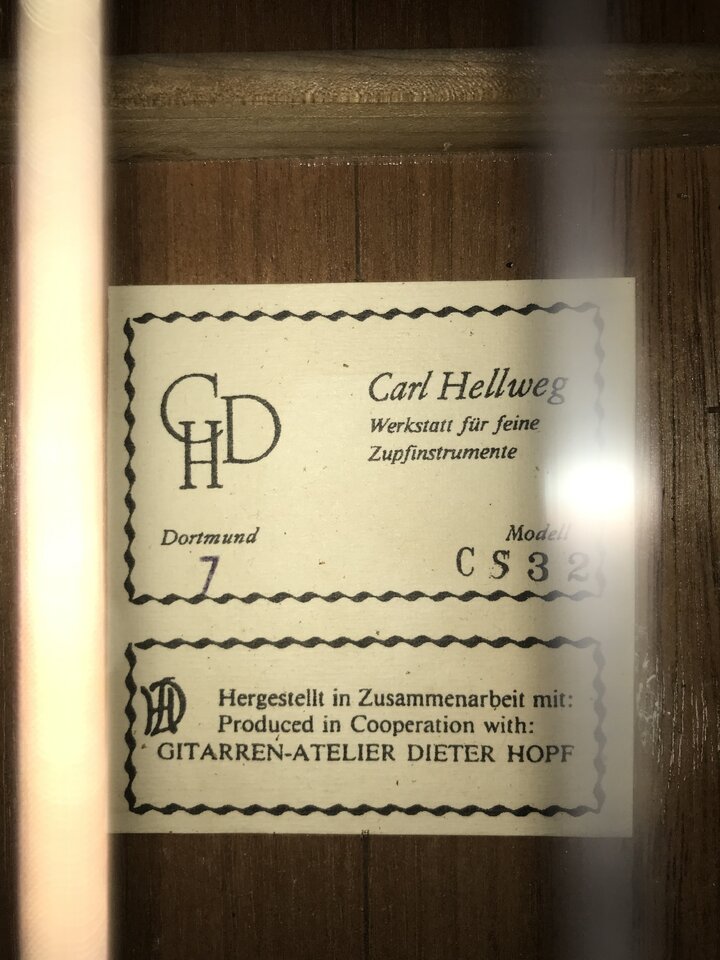 CHD
Carl Hellweg
Werkstatt für feine
Zupfinstrumente
Dortmund
Modell
7
CS32
HD
Hergestellt in Zusammenarbeit mit:
Produced in Cooperation with:
GITARREN-ATELIER DIETER HOPF